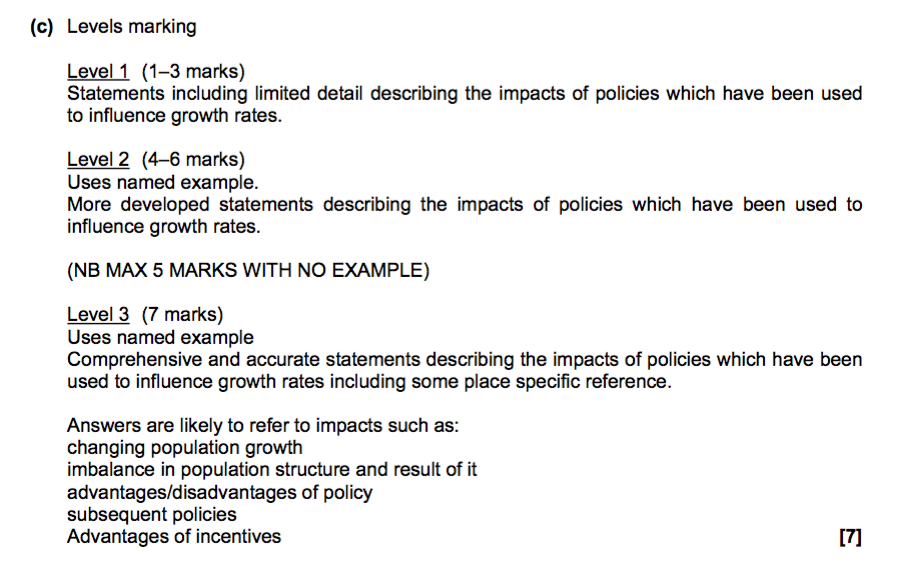 (c) Levels marking
Level 1 (1–3 marks)
Statements including limited detail describing the impacts of policies which have been used
to influence growth rates.
Level 2 (4–6 marks)
Uses named example.
More developed statements describing the impacts of policies which have been used to
influence growth rates.
(NB MAX 5 MARKS WITH NO EXAMPLE)
Level 3 (7 marks)
Uses named example
Comprehensive and accurate statements describing the impacts of policies which have been
used to influence growth rates including some place specific reference.
Answers are likely to refer to impacts such as:
changing population growth
imbalance in population structure and result of it
advantages/disadvantages of policy
subsequent policies
Advantages of incentives [7]